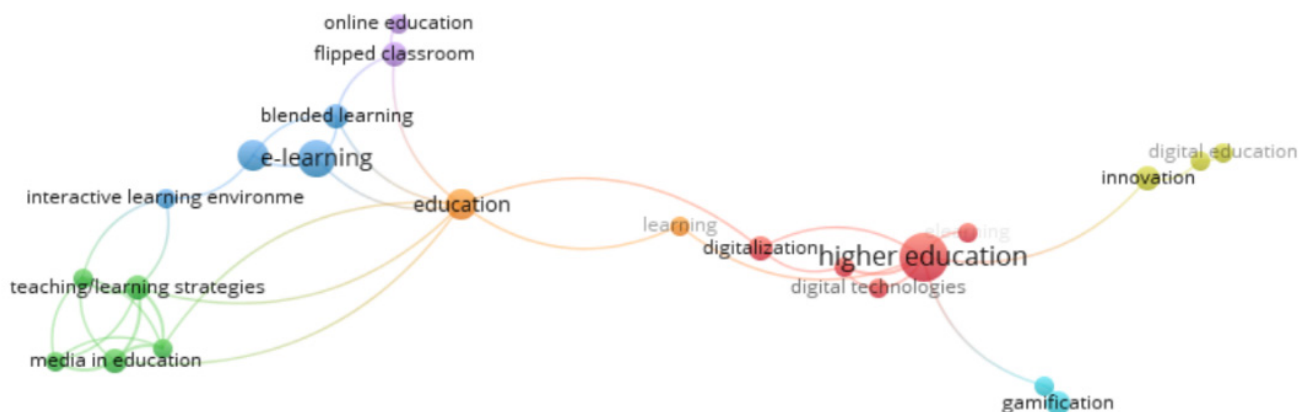 online education
flipped classroom
blended learning
e-learning
interactive learning environme
education
teaching/learning strategies
media in education
learning
digitalization
higher education
elearning
digital technologies
digital education
innovation
gamification